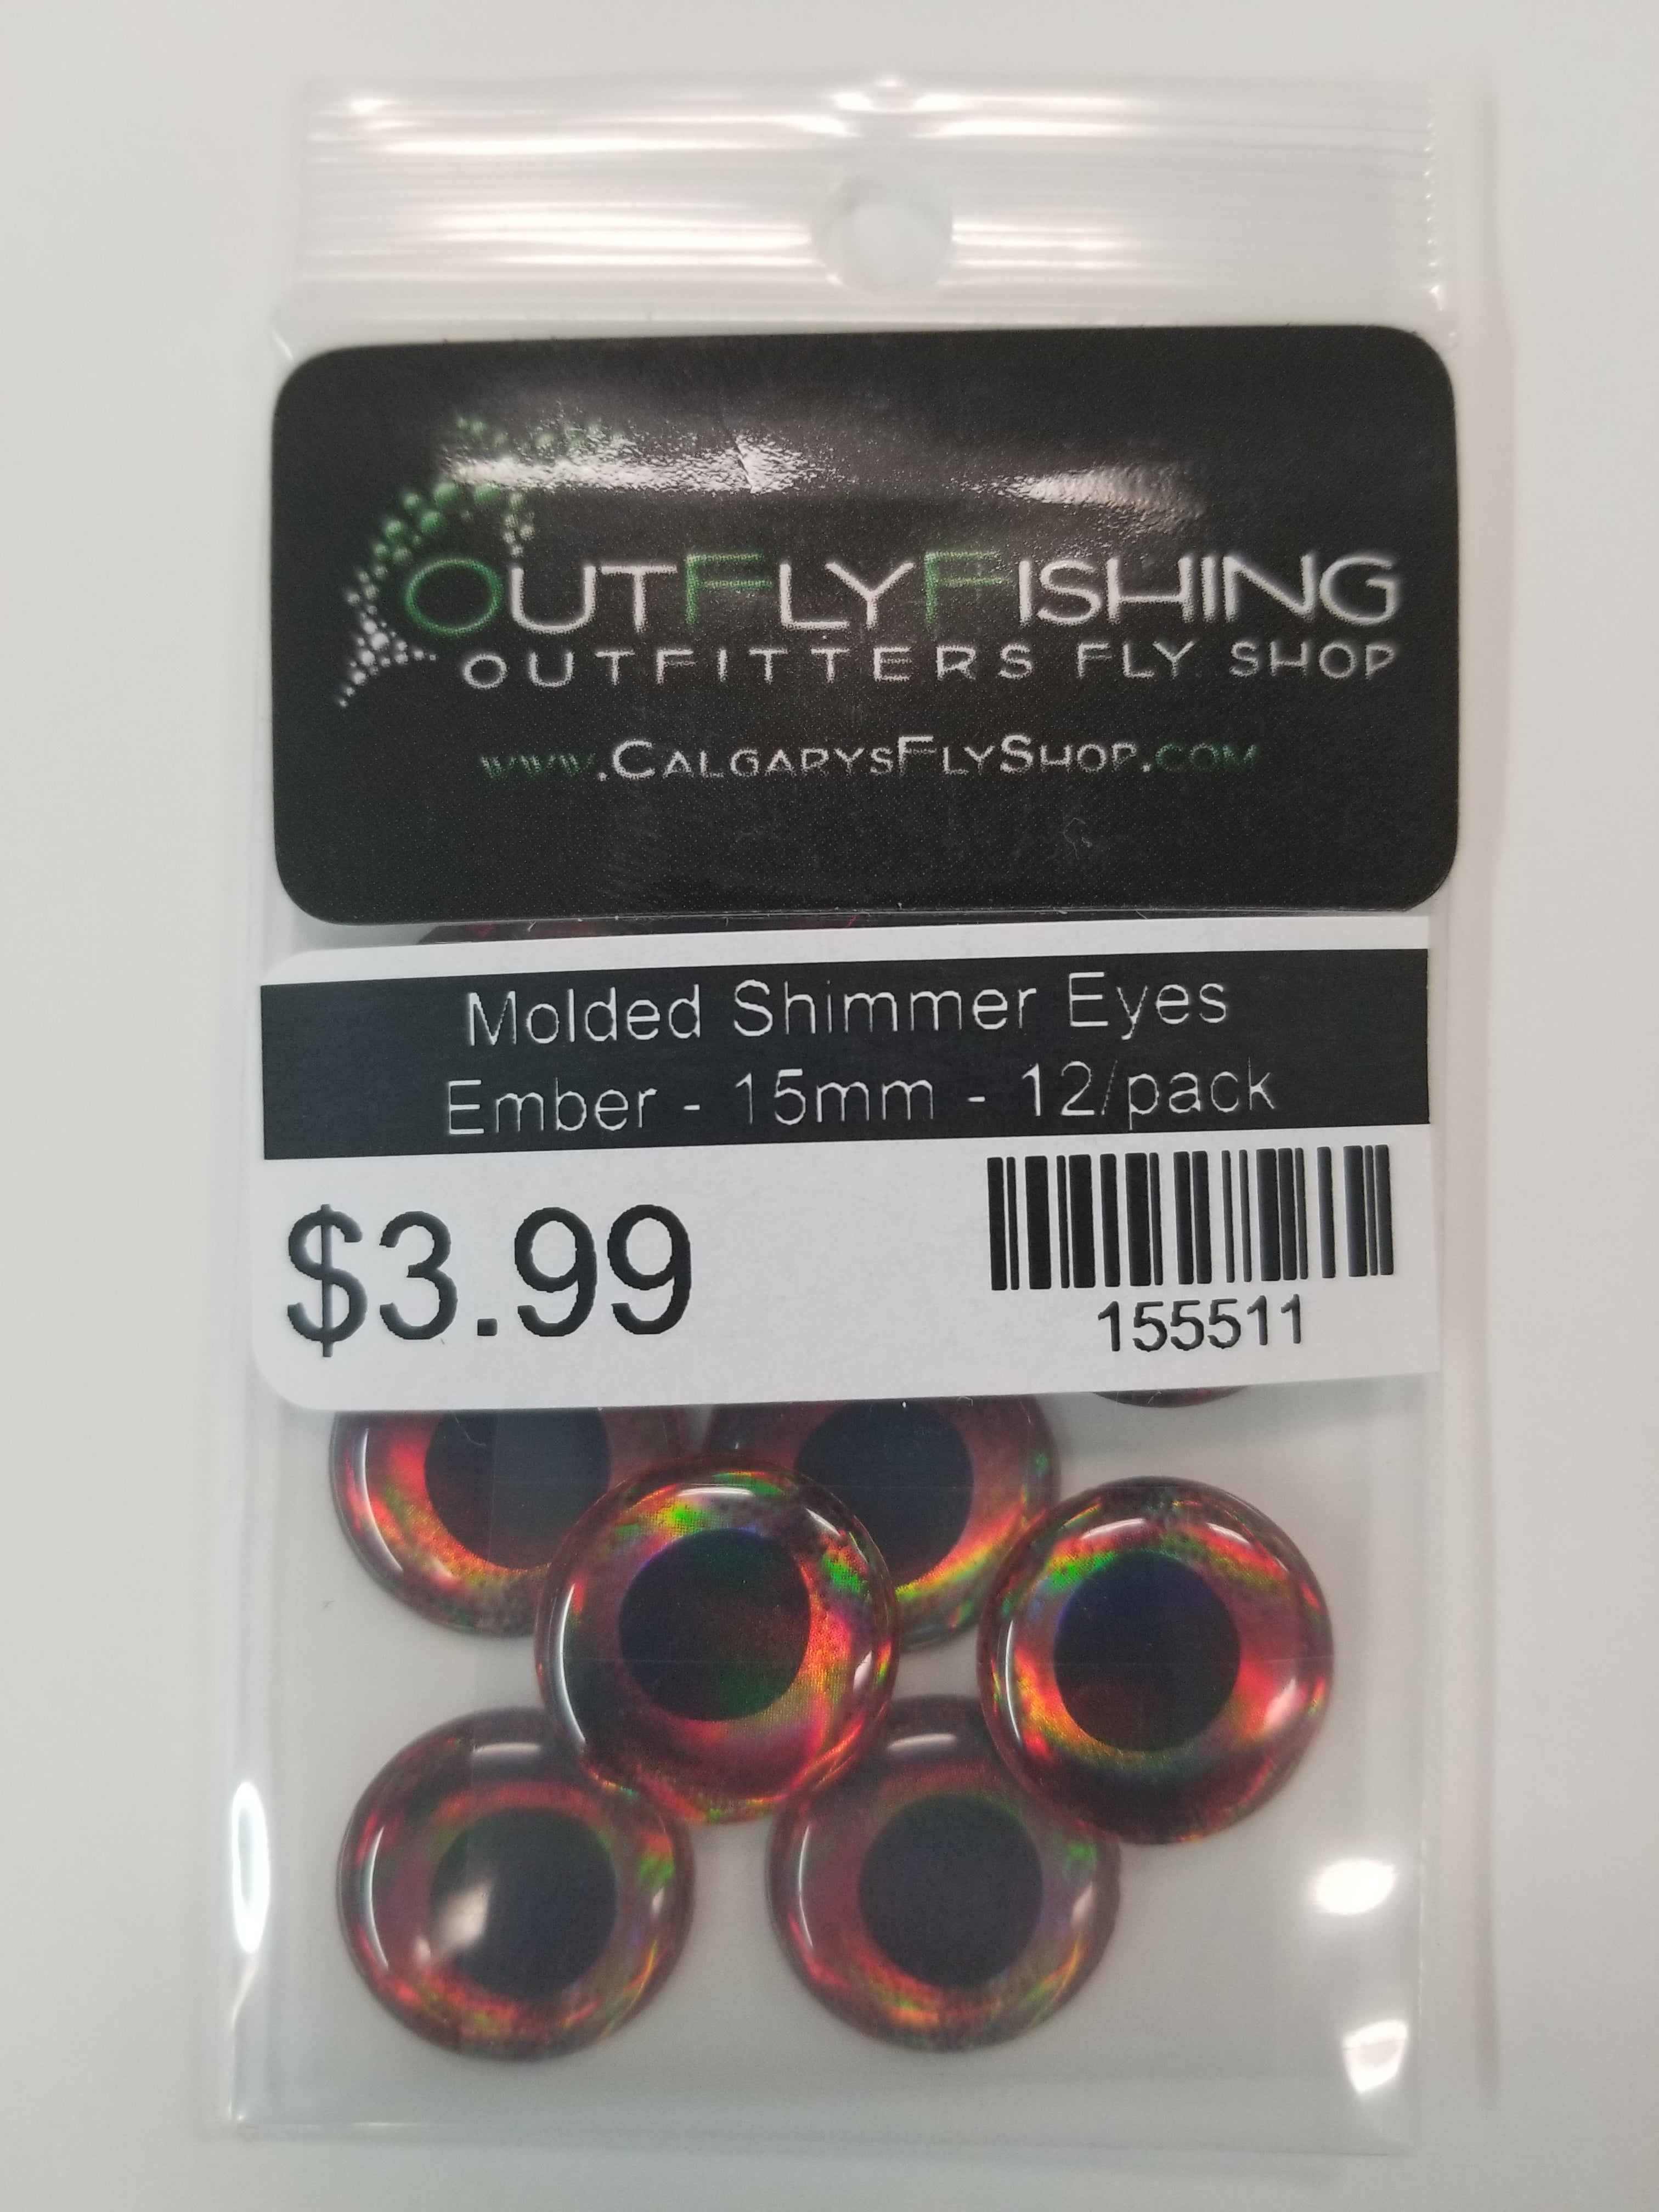 OUTFLYFISHING
OUTFITTERS FLY SHOP
www.CALGARYSFLYSHOP.COM
Molded Shimmer Eyes
Ember - 15mm - 12/pack
$3.99
155511